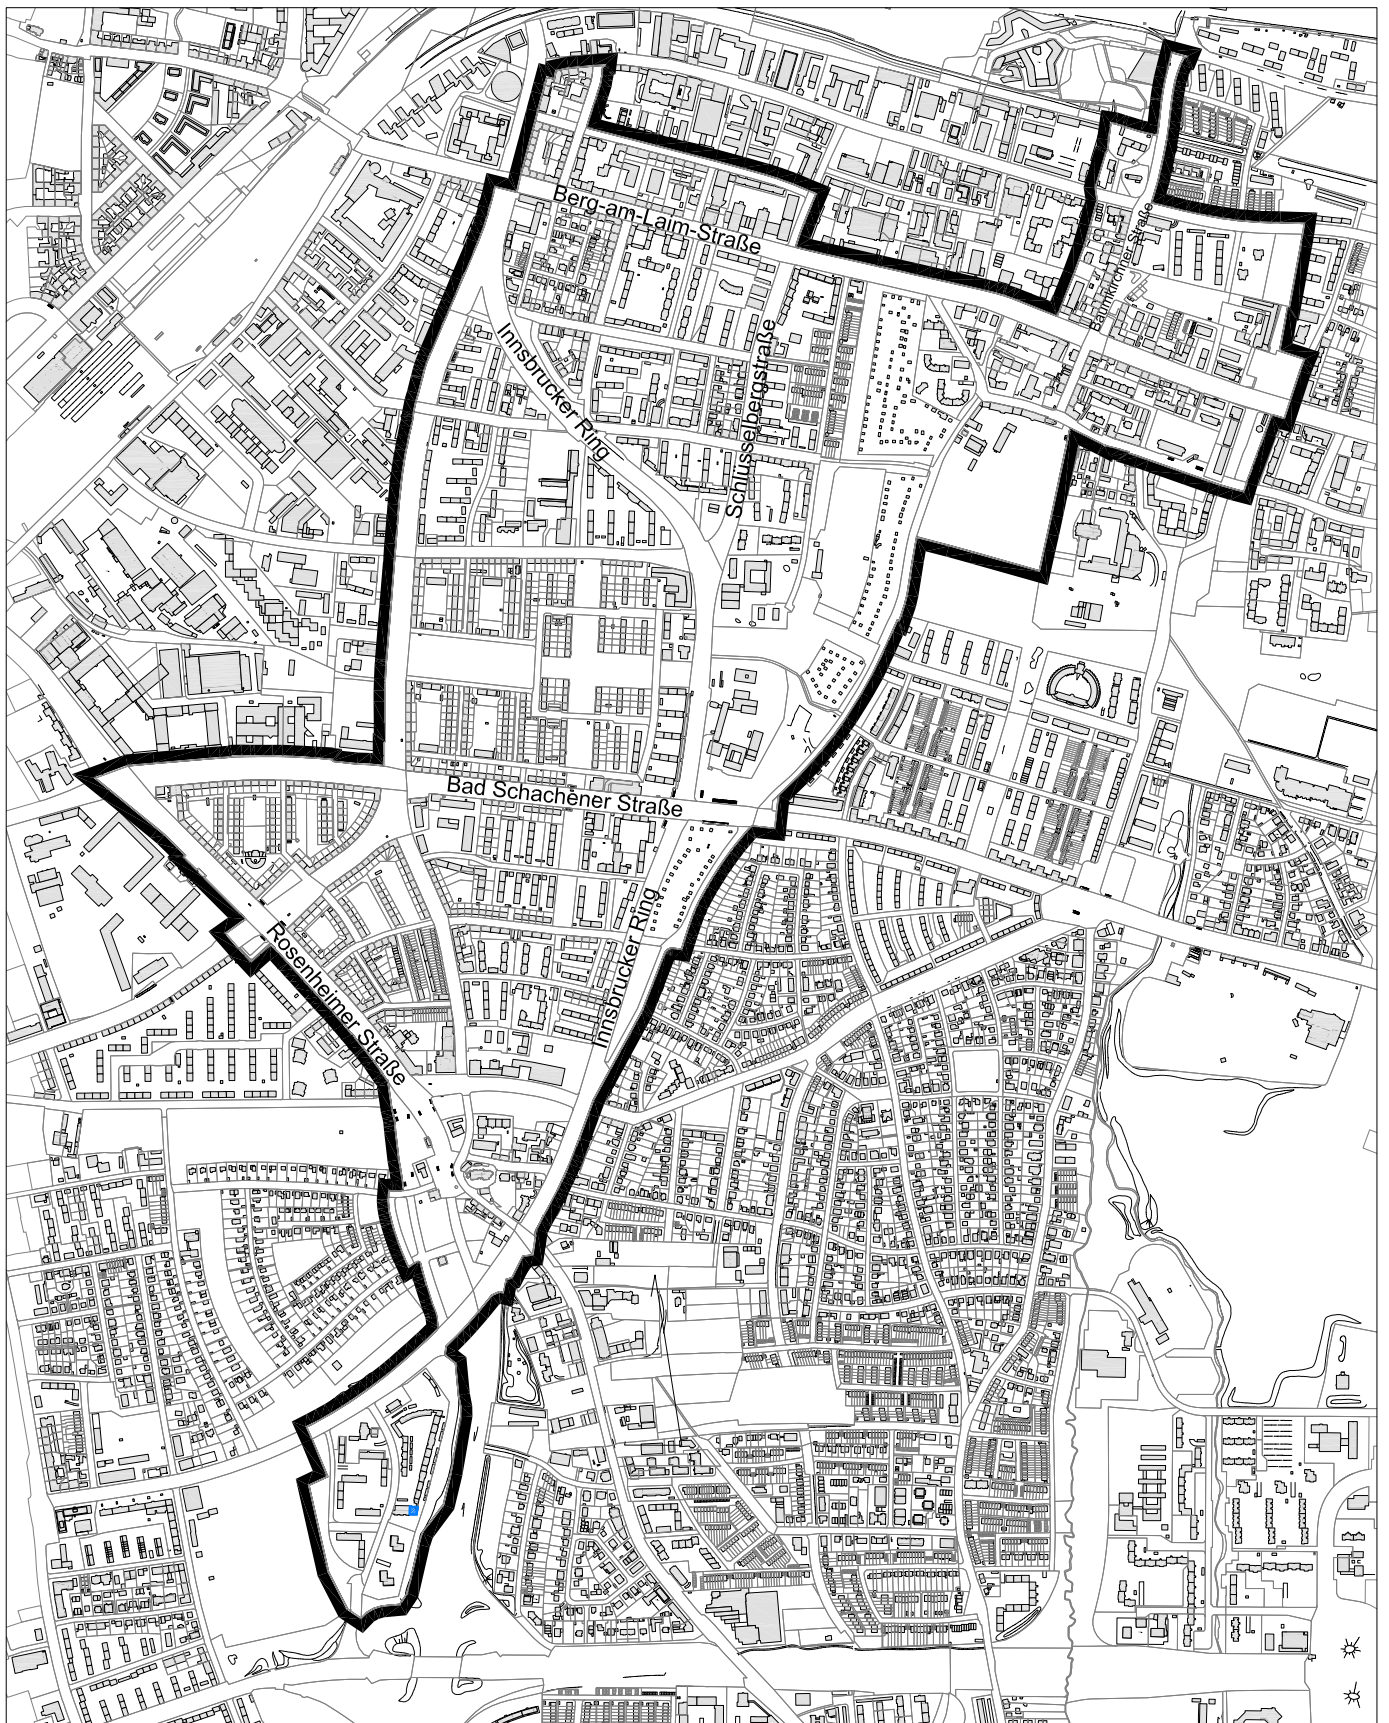 Berg-am-Laim-Straße
Baumkirchner Straße
Innsbrucker Ring
Schlüsselbergstraße
Bad Schachener Straße
Innsbrucker Ring
Rosenheimer Straße